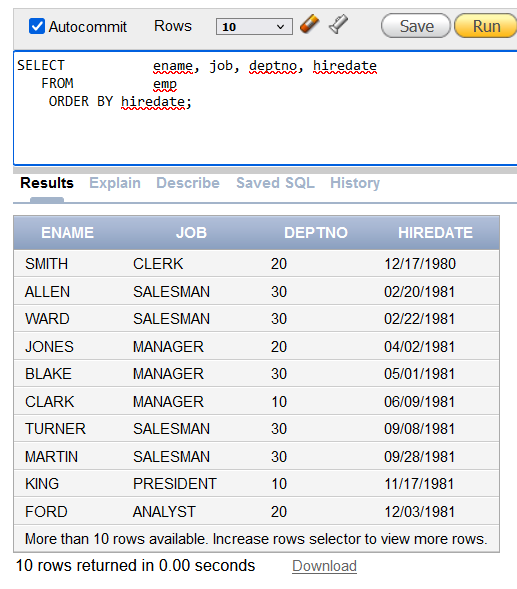 Autocommit Rows 10 Save Run
SELECT ename, job, deptno, hiredate
FROM emp
ORDER BY hiredate;
Results Explain Describe Saved SQL History
ENAME JOB DEPTNO HIREDATE
SMITH CLERK 20 12/17/1980
ALLEN SALESMAN 30 02/20/1981
WARD SALESMAN 30 02/22/1981
JONES MANAGER 20 04/02/1981
BLAKE MANAGER 30 05/01/1981
CLARK MANAGER 10 06/09/1981
TURNER SALESMAN 30 09/08/1981
MARTIN SALESMAN 30 09/28/1981
KING PRESIDENT 10 11/17/1981
FORD ANALYST 20 12/03/1981
More than 10 rows available. Increase rows selector to view more rows.
10 rows returned in 0.00 seconds Download